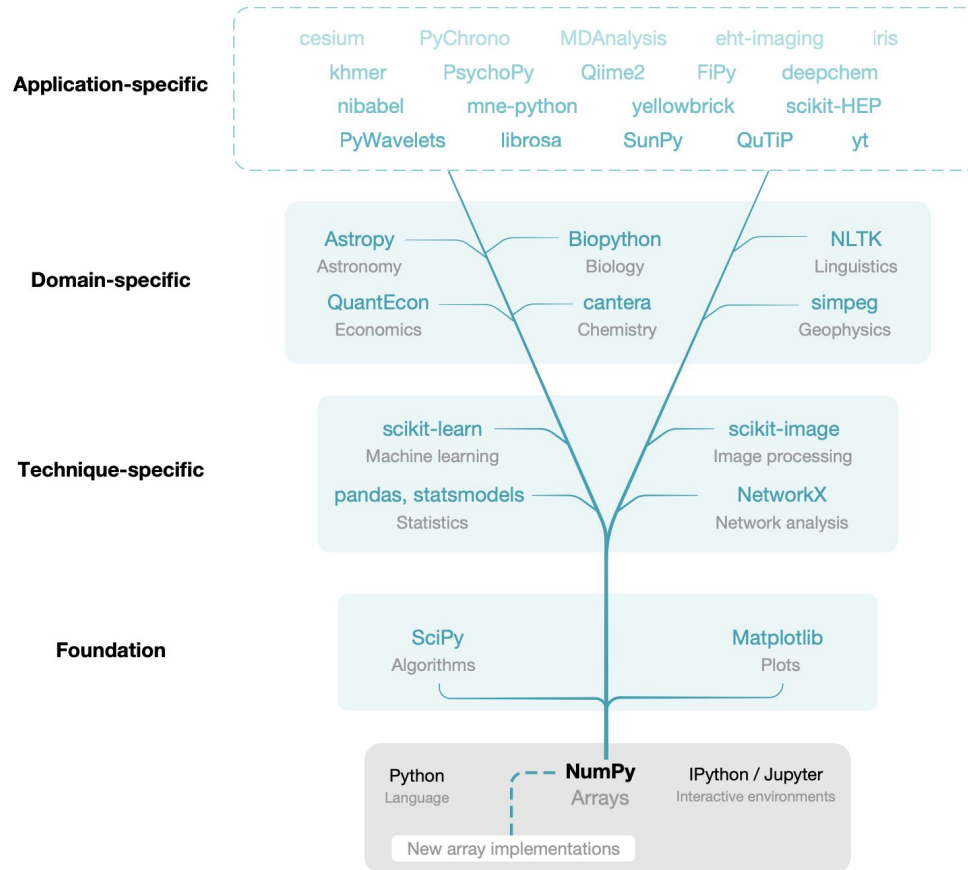 Application-specific
cesium PyChrono MDAnalysis eht-imaging iris
khmer PsychoPy Qiime2 FiPy deepchem
nibabel mne-python yellowbrick scikit-HEP
PyWavelets librosa SunPy QuTiP yt
Domain-specific
Astropy Biopython NLTK
Astronomy Biology Linguistics
QuantEcon cantera simpeg
Economics Chemistry Geophysics
Technique-specific
scikit-learn scikit-image
Machine learning Image processing
pandas, statsmodels NetworkX
Statistics Network analysis
Foundation
SciPy Matplotlib
Algorithms Plots
Python NumPy IPython / Jupyter
Language Arrays Interactive environments
New array implementations